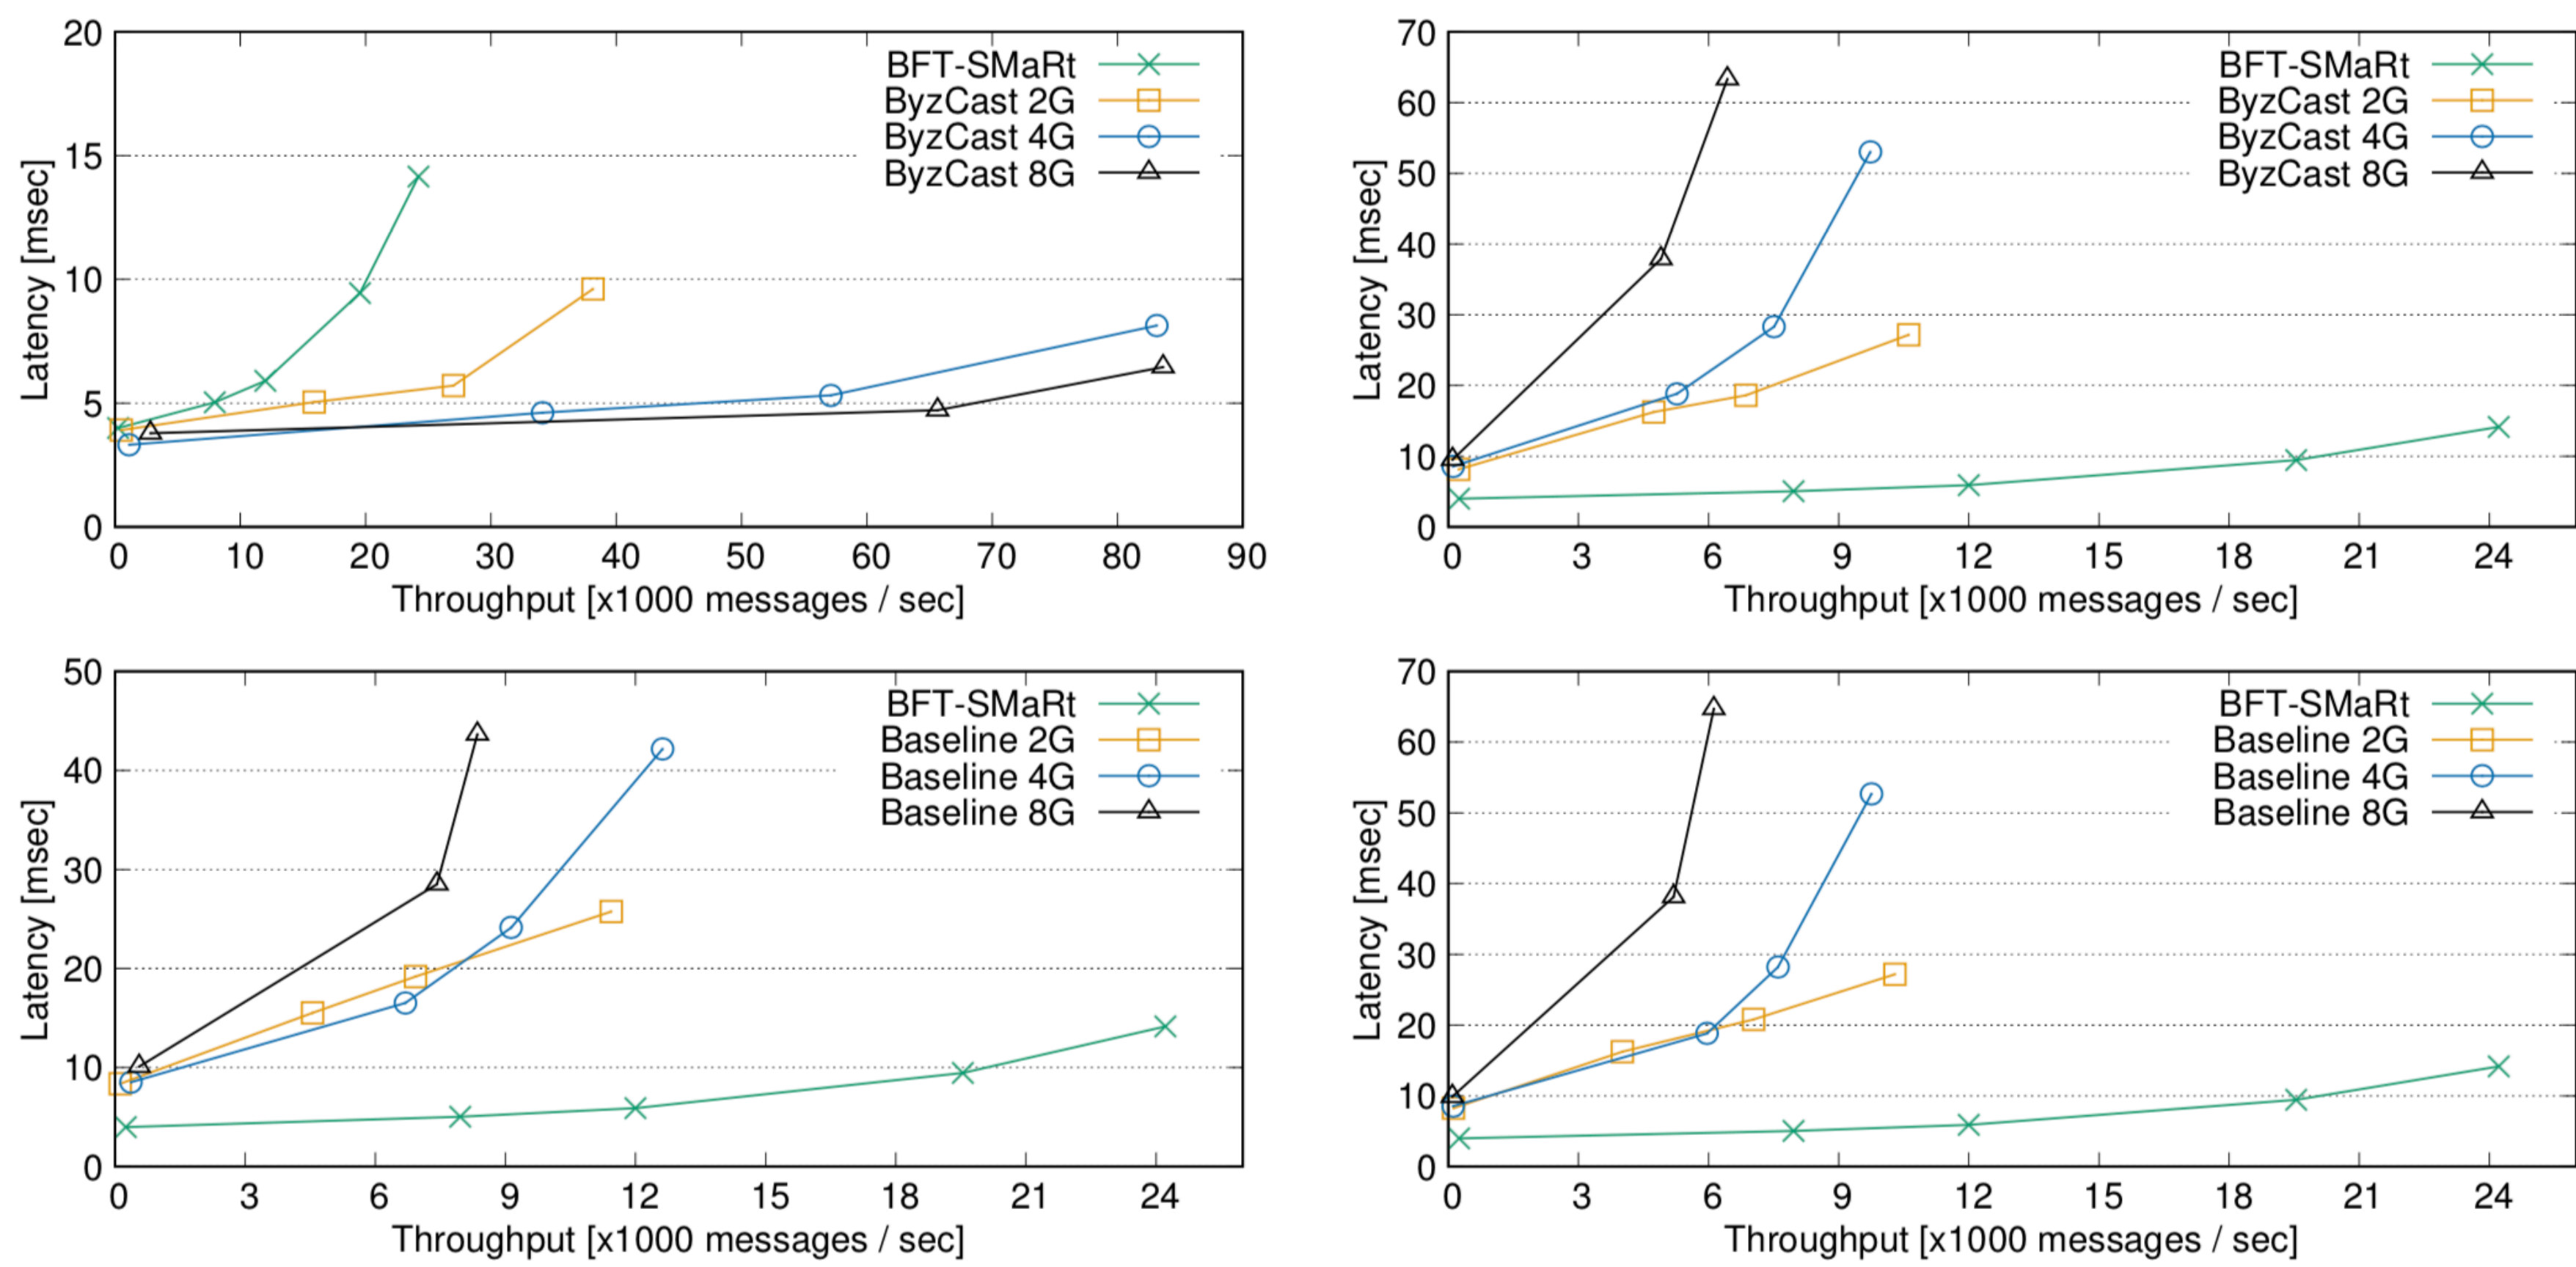 20
15
10
5
0
Latency [msec]
BFT-SMaRt
ByzCast 2G
ByzCast 4G
ByzCast 8G
0 10 20 30 40 50 60 70 80 90
Throughput [x1000 messages / sec]
70
60
50
40
30
20
10
0
Latency [msec]
BFT-SMaRt
ByzCast 2G
ByzCast 4G
ByzCast 8G
0 3 6 9 12 15 18 21 24
Throughput [x1000 messages / sec]
50
40
30
20
10
0
Latency [msec]
BFT-SMaRt
Baseline 2G
Baseline 4G
Baseline 8G
0 3 6 9 12 15 18 21 24
Throughput [x1000 messages / sec]
70
60
50
40
30
20
10
0
Latency [msec]
BFT-SMaRt
Baseline 2G
Baseline 4G
Baseline 8G
0 3 6 9 12 15 18 21 24
Throughput [x1000 messages / sec]